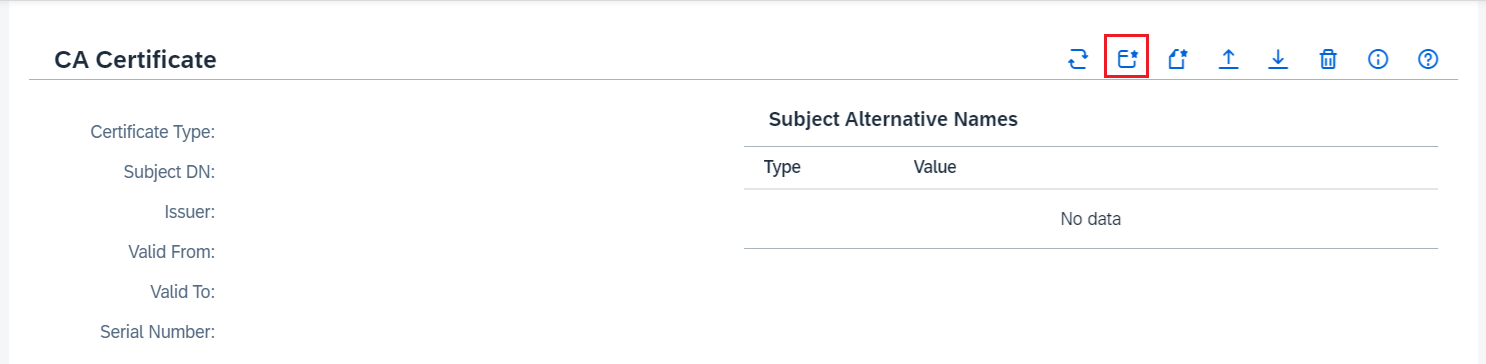 CA Certificate
Certificate Type:
Subject DN:
Issuer:
Valid From:
Valid To:
Serial Number:
Subject Alternative Names
Type Value
No data